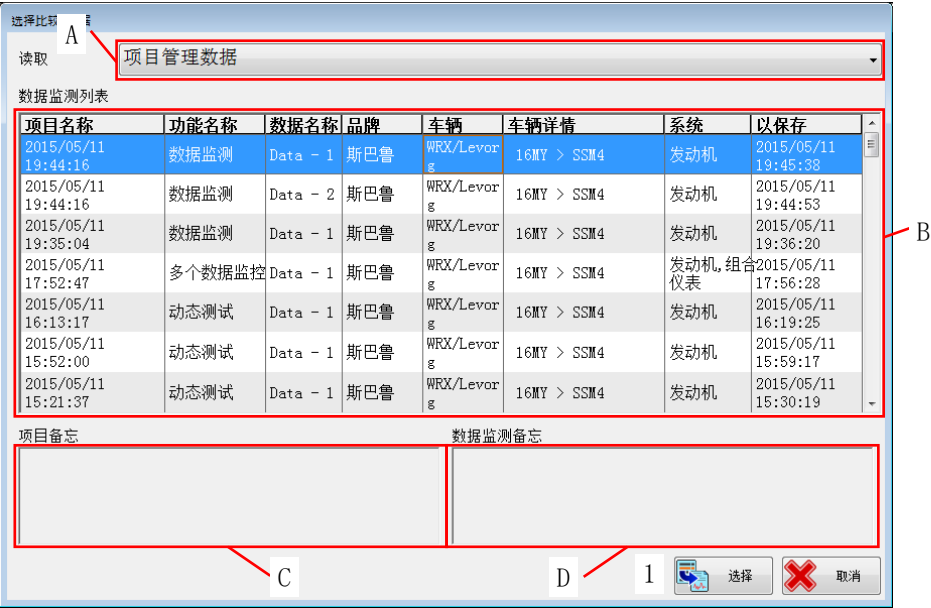 选择比较
A
读取
项目管理数据
数据监测列表
项目名称 功能名称 数据名称 品牌 车辆 车辆详情 系统 以保存
2015/05/11 19:44:16 数据监测 Data - 1 斯巴鲁 WRX/Levorg 16MY > SSM4 发动机 2015/05/11 19:45:38
2015/05/11 19:44:16 数据监测 Data - 2 斯巴鲁 WRX/Levorg 16MY > SSM4 发动机 2015/05/11 19:44:53
2015/05/11 19:35:04 数据监测 Data - 1 斯巴鲁 WRX/Levorg 16MY > SSM4 发动机 2015/05/11 19:36:20
2015/05/11 17:52:47 多个数据监控 Data - 1 斯巴鲁 WRX/Levorg 16MY > SSM4 发动机,组合仪表 2015/05/11 17:56:28
2015/05/11 16:13:17 动态测试 Data - 1 斯巴鲁 WRX/Levorg 16MY > SSM4 发动机 2015/05/11 16:19:25
2015/05/11 15:52:00 动态测试 Data - 1 斯巴鲁 WRX/Levorg 16MY > SSM4 发动机 2015/05/11 15:59:17
2015/05/11 15:21:37 动态测试 Data - 1 斯巴鲁 WRX/Levorg 16MY > SSM4 发动机 2015/05/11 15:30:19
B
项目备忘 数据监测备忘
C D 1 选择 取消